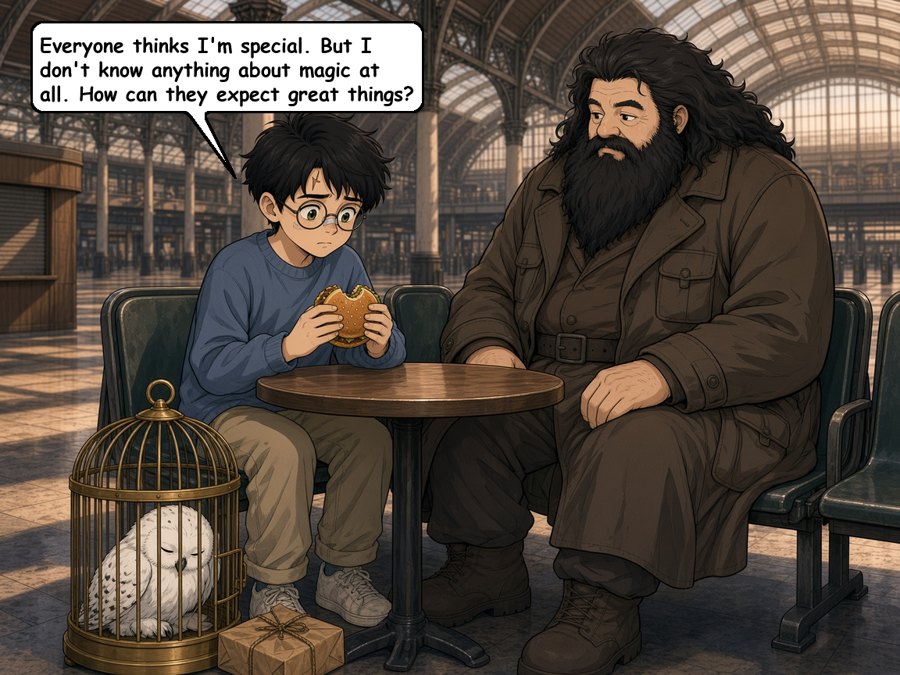 Everyone thinks I'm special. But I
don't know anything about magic at
all. How can they expect great things?